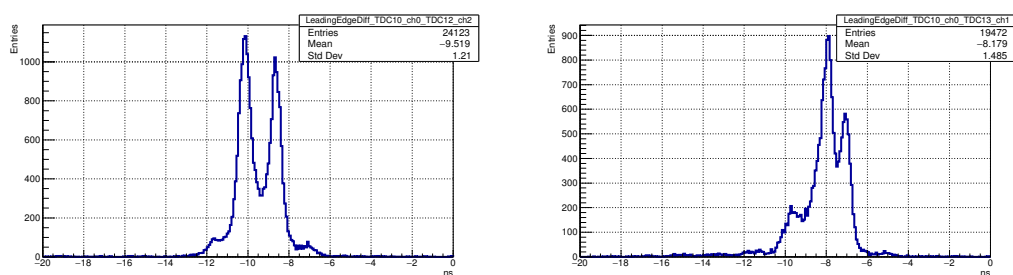 LeadingEdgeDiff_TDC10_ch0_TDC12_ch2
Entries 24123
Mean −9.519
Std Dev 1.21
Entries
1000
800
600
400
200
0
−20 −18 −16 −14 −12 −10 −8 −6 −4 −2 0
ns
LeadingEdgeDiff_TDC10_ch0_TDC13_ch1
Entries 19472
Mean −8.179
Std Dev 1.485
Entries
900
800
700
600
500
400
300
200
100
0
−20 −18 −16 −14 −12 −10 −8 −6 −4 −2 0
ns